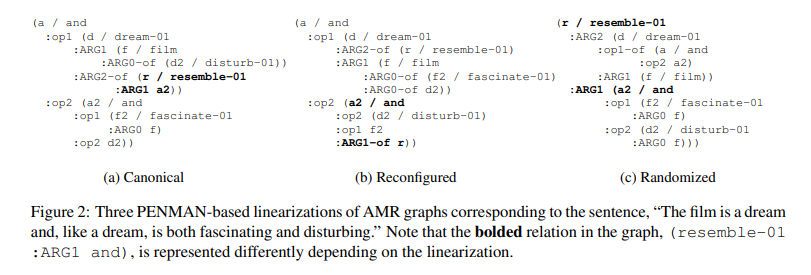 (a / and
:op1 (d / dream-01
:ARG1 (f / film
:ARG0-of (d2 / disturb-01))
:ARG2-of (r / resemble-01
:ARG1 a2))
:op2 (a2 / and
:op1 (f2 / fascinate-01
:ARG0 f)
:op2 d2))
(a) Canonical
(a / and
:op1 (d / dream-01
:ARG2-of (r / resemble-01)
:ARG1 (f / film
:ARG0-of (f2 / fascinate-01)
:ARG0-of d2))
:op2 (a2 / and
:op2 (d2 / disturb-01)
:op1 f2
:ARG1-of r))
(b) Reconfigured
(r / resemble-01
:ARG2 (d / dream-01
:op1-of (a / and
:op2 a2)
:ARG1 (f / film))
:ARG1 (a2 / and
:op1 (f2 / fascinate-01
:ARG0 f)
:op2 (d2 / disturb-01
:ARG0 f)))
(c) Randomized
Figure 2: Three PENMAN-based linearizations of AMR graphs corresponding to the sentence, “The film is a dream
and, like a dream, is both fascinating and disturbing.” Note that the bolded relation in the graph, (resemble-01
:ARG1 and), is represented differently depending on the linearization.